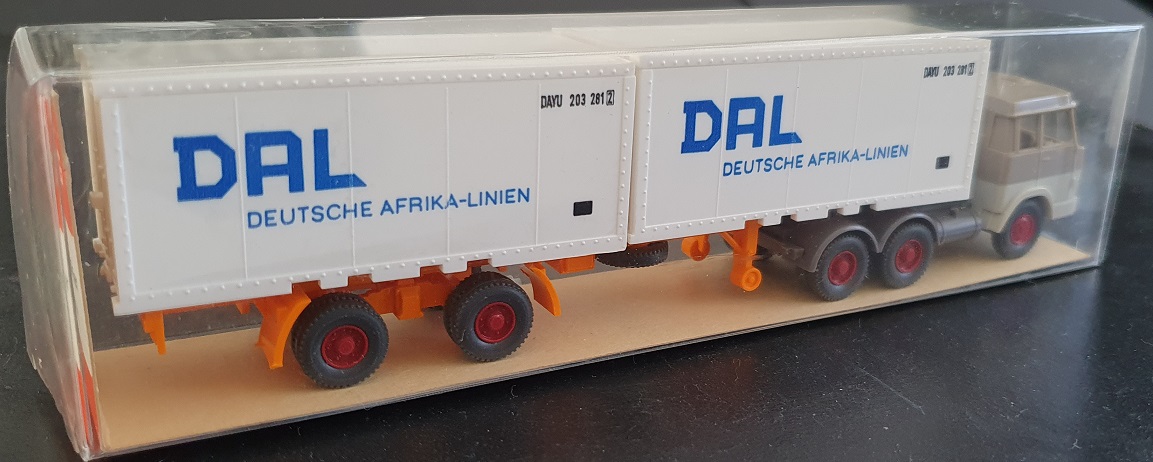 DAYU 203 281 2
DAL
DEUTSCHE AFRIKA-LINIEN
DAYU 203 281 2
DAL
DEUTSCHE AFRIKA-LINIEN